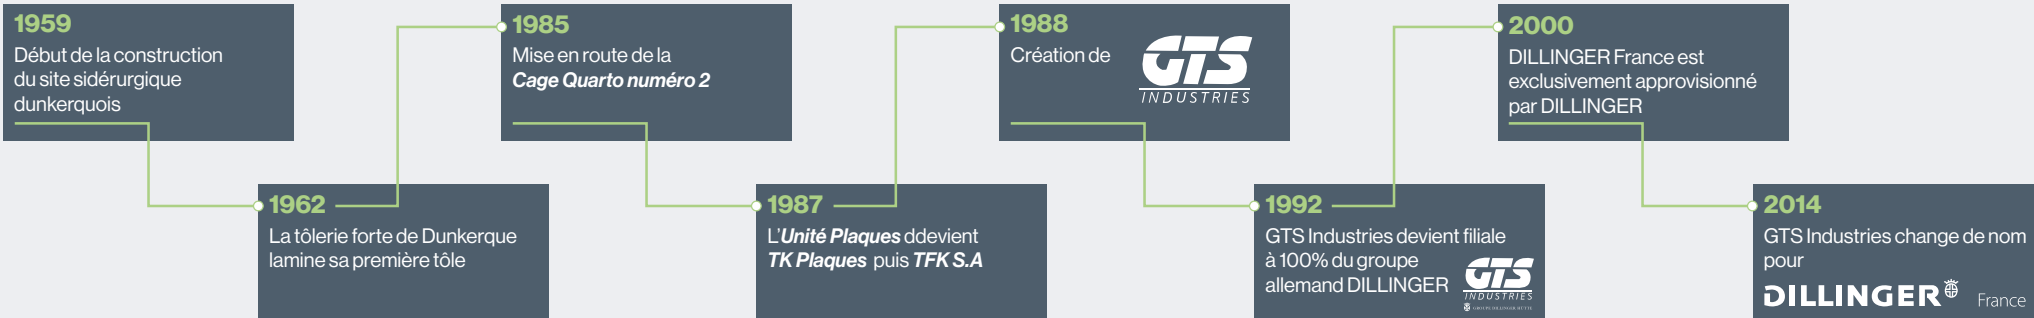 1959
Début de la construction
du site sidérurgique
dunkerquois
1962
La tôlerie forte de Dunkerque
lamine sa première tôle
1985
Mise en route de la
Cage Quarto numéro 2
1987
L'Unité Plaques ddevient
TK Plaques puis TFK S.A
1988
Création de
GTS
INDUSTRIES
1992
GTS Industries devient filiale
à 100% du groupe
allemand DILLINGER
GTS
INDUSTRIES
GROUPE DILLINGER HÜTTE
2000
DILLINGER France est
exclusivement approvisionné
par DILLINGER
2014
GTS Industries change de nom
pour
DILLINGER France